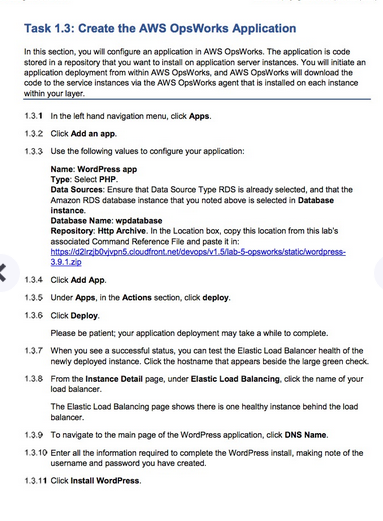 Task 1.3: Create the AWS OpsWorks Application
In this section, you will configure an application in AWS OpsWorks. The application is code
stored in a repository that you want to install on application server instances. You will initiate an
application deployment from within AWS OpsWorks, and AWS OpsWorks will download the
code to the service instances via the AWS OpsWorks agent that is installed on each instance
within your layer.
1.3.1 In the left hand navigation menu, click Apps.
1.3.2 Click Add an app.
1.3.3 Use the following values to configure your application:
Name: WordPress app
Type: Select PHP.
Data Sources: Ensure that Data Source Type RDS is already selected, and that the
Amazon RDS database instance that you noted above is selected in Database
instance.
Database Name: wpdatabase
Repository: Http Archive. In the Location box, copy this location from this lab's
associated Command Reference File and paste it in:
https://d2lrzjb0vjvpn5.cloudfront.net/devops/v1.5/lab-5-opsworks/static/wordpress-
3.9.1.zip
1.3.4 Click Add App.
1.3.5 Under Apps, in the Actions section, click deploy.
1.3.6 Click Deploy.
Please be patient; your application deployment may take a while to complete.
1.3.7 When you see a successful status, you can test the Elastic Load Balancer health of the
newly deployed instance. Click the hostname that appears beside the large green check.
1.3.8 From the Instance Detail page, under Elastic Load Balancing, click the name of your
load balancer.
The Elastic Load Balancing page shows there is one healthy instance behind the load
balancer.
1.3.9 To navigate to the main page of the WordPress application, click DNS Name.
1.3.10 Enter all the information required to complete the WordPress install, making note of the
username and password you have created.
1.3.11 Click Install WordPress.